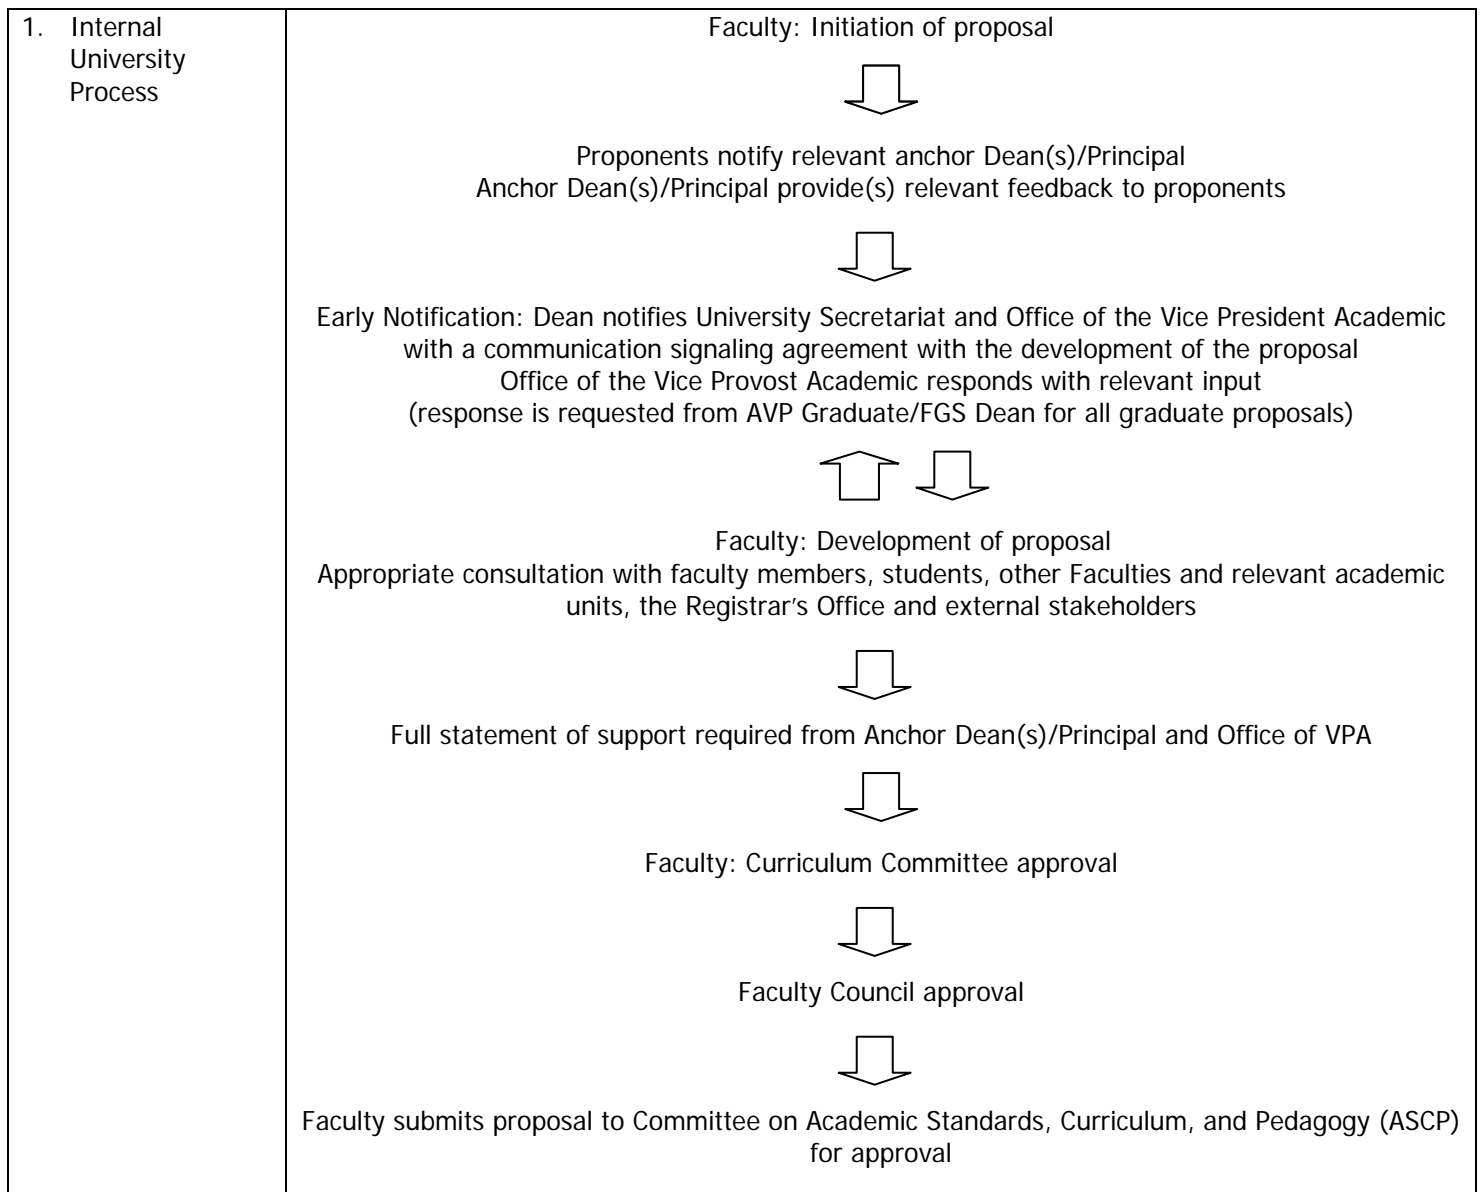 1. Internal
University
Process
Faculty: Initiation of proposal
Proponents notify relevant anchor Dean(s)/Principal
Anchor Dean(s)/Principal provide(s) relevant feedback to proponents
Early Notification: Dean notifies University Secretariat and Office of the Vice President Academic
with a communication signaling agreement with the development of the proposal
Office of the Vice Provost Academic responds with relevant input
(response is requested from AVP Graduate/FGS Dean for all graduate proposals)
Faculty: Development of proposal
Appropriate consultation with faculty members, students, other Faculties and relevant academic
units, the Registrar's Office and external stakeholders
Full statement of support required from Anchor Dean(s)/Principal and Office of VPA
Faculty: Curriculum Committee approval
Faculty Council approval
Faculty submits proposal to Committee on Academic Standards, Curriculum, and Pedagogy (ASCP)
for approval